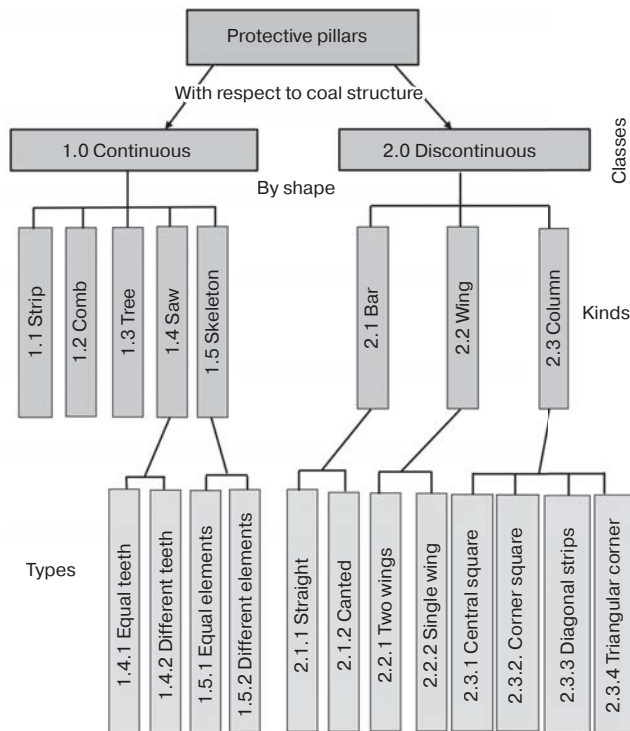 Protective pillars
With respect to coal structure
1.0 Continuous
2.0 Discontinuous
Classes
By shape
1.1 Strip
1.2 Comb
1.3 Tree
1.4 Saw
1.5 Skeleton
2.1 Bar
2.2 Wing
2.3 Column
Kinds
Types
1.4.1 Equal teeth
1.4.2 Different teeth
1.5.1 Equal elements
1.5.2 Different elements
2.1.1 Straight
2.1.2 Canted
2.2.1 Two wings
2.2.2 Single wing
2.3.1 Central square
2.3.2. Corner square
2.3.3 Diagonal strips
2.3.4 Triangular corner